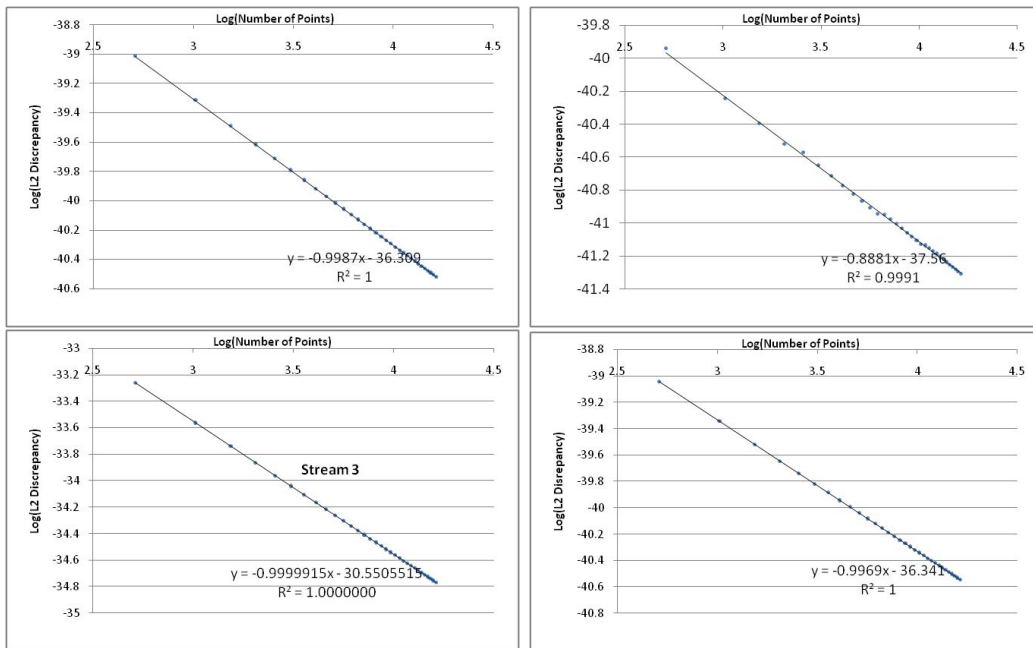 Log(Number of Points)
-38.8
2.5 3 3.5 4 4.5
-39
-39.2
-39.4
-39.6
-39.8
-40
-40.2
-40.4
-40.6
Log(L2 Discrepancy)
y = -0.9987x - 36.309
R² = 1
Log(Number of Points)
-39.8
2.5 3 3.5 4 4.5
-40
-40.2
-40.4
-40.6
-40.8
-41
-41.2
-41.4
Log(L2 Discrepancy)
y = -0.8881x - 37.56
R² = 0.9991
Log(Number of Points)
-33
2.5 3 3.5 4 4.5
-33.2
-33.4
-33.6
-33.8
-34
-34.2
-34.4
-34.6
-34.8
-35
Log(L2 Discrepancy)
Stream 3
y = -0.9999915x - 30.5505515
R² = 1.0000000
Log(Number of Points)
-38.8
2.5 3 3.5 4 4.5
-39
-39.2
-39.4
-39.6
-39.8
-40
-40.2
-40.4
-40.6
-40.8
Log(L2 Discrepancy)
y = -0.9969x - 36.341
R² = 1